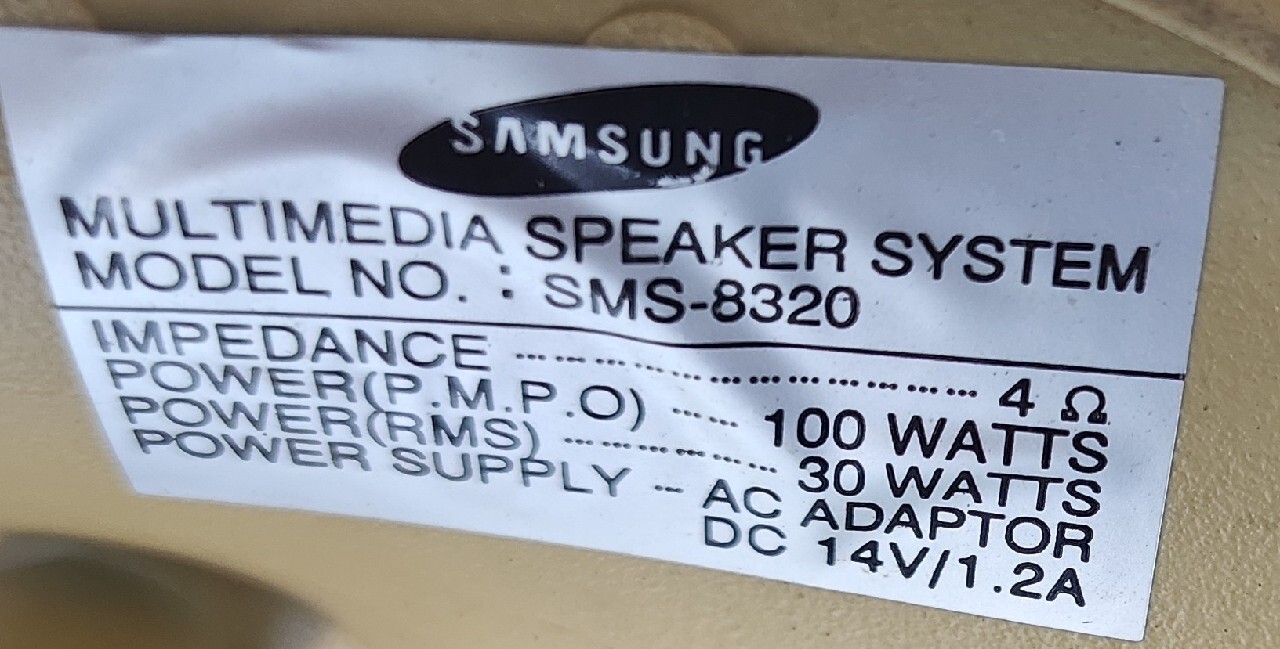 SAMSUNG
MULTIMEDIA SPEAKER SYSTEM
MODEL NO. : SMS-8320
IMPEDANCE ........................ 4 Ω
POWER(P.M.P.O) ...... 100 WATTS
POWER(RMS) ............ 30 WATTS
POWER SUPPLY ... AC ADAPTOR
DC 14V/1.2A